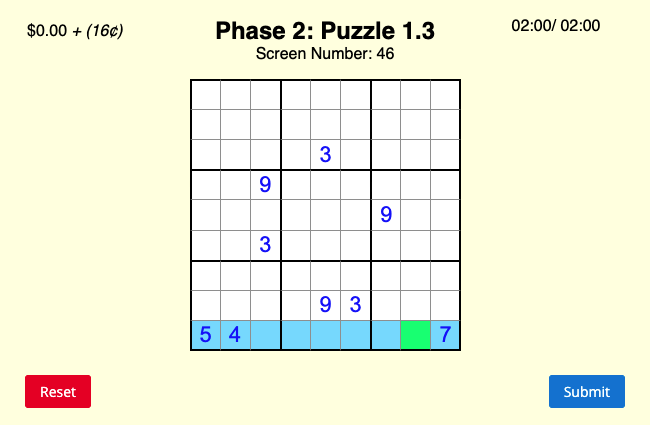 $0.00 + (16¢)
Phase 2: Puzzle 1.3
02:00/ 02:00
Screen Number: 46
3
9
9
3
9 3
5 4 7
Reset
Submit